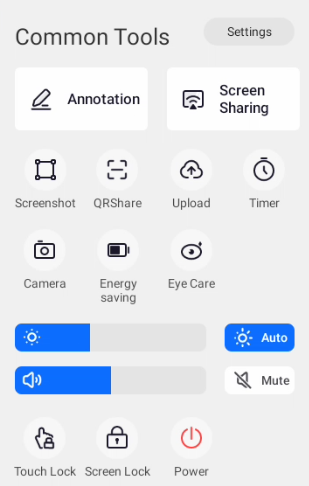 Common Tools
Settings
Annotation
Screen
Sharing
Screenshot
QRShare
Upload
Timer
Camera
Energy
saving
Eye Care
Auto
Mute
Touch Lock
Screen Lock
Power